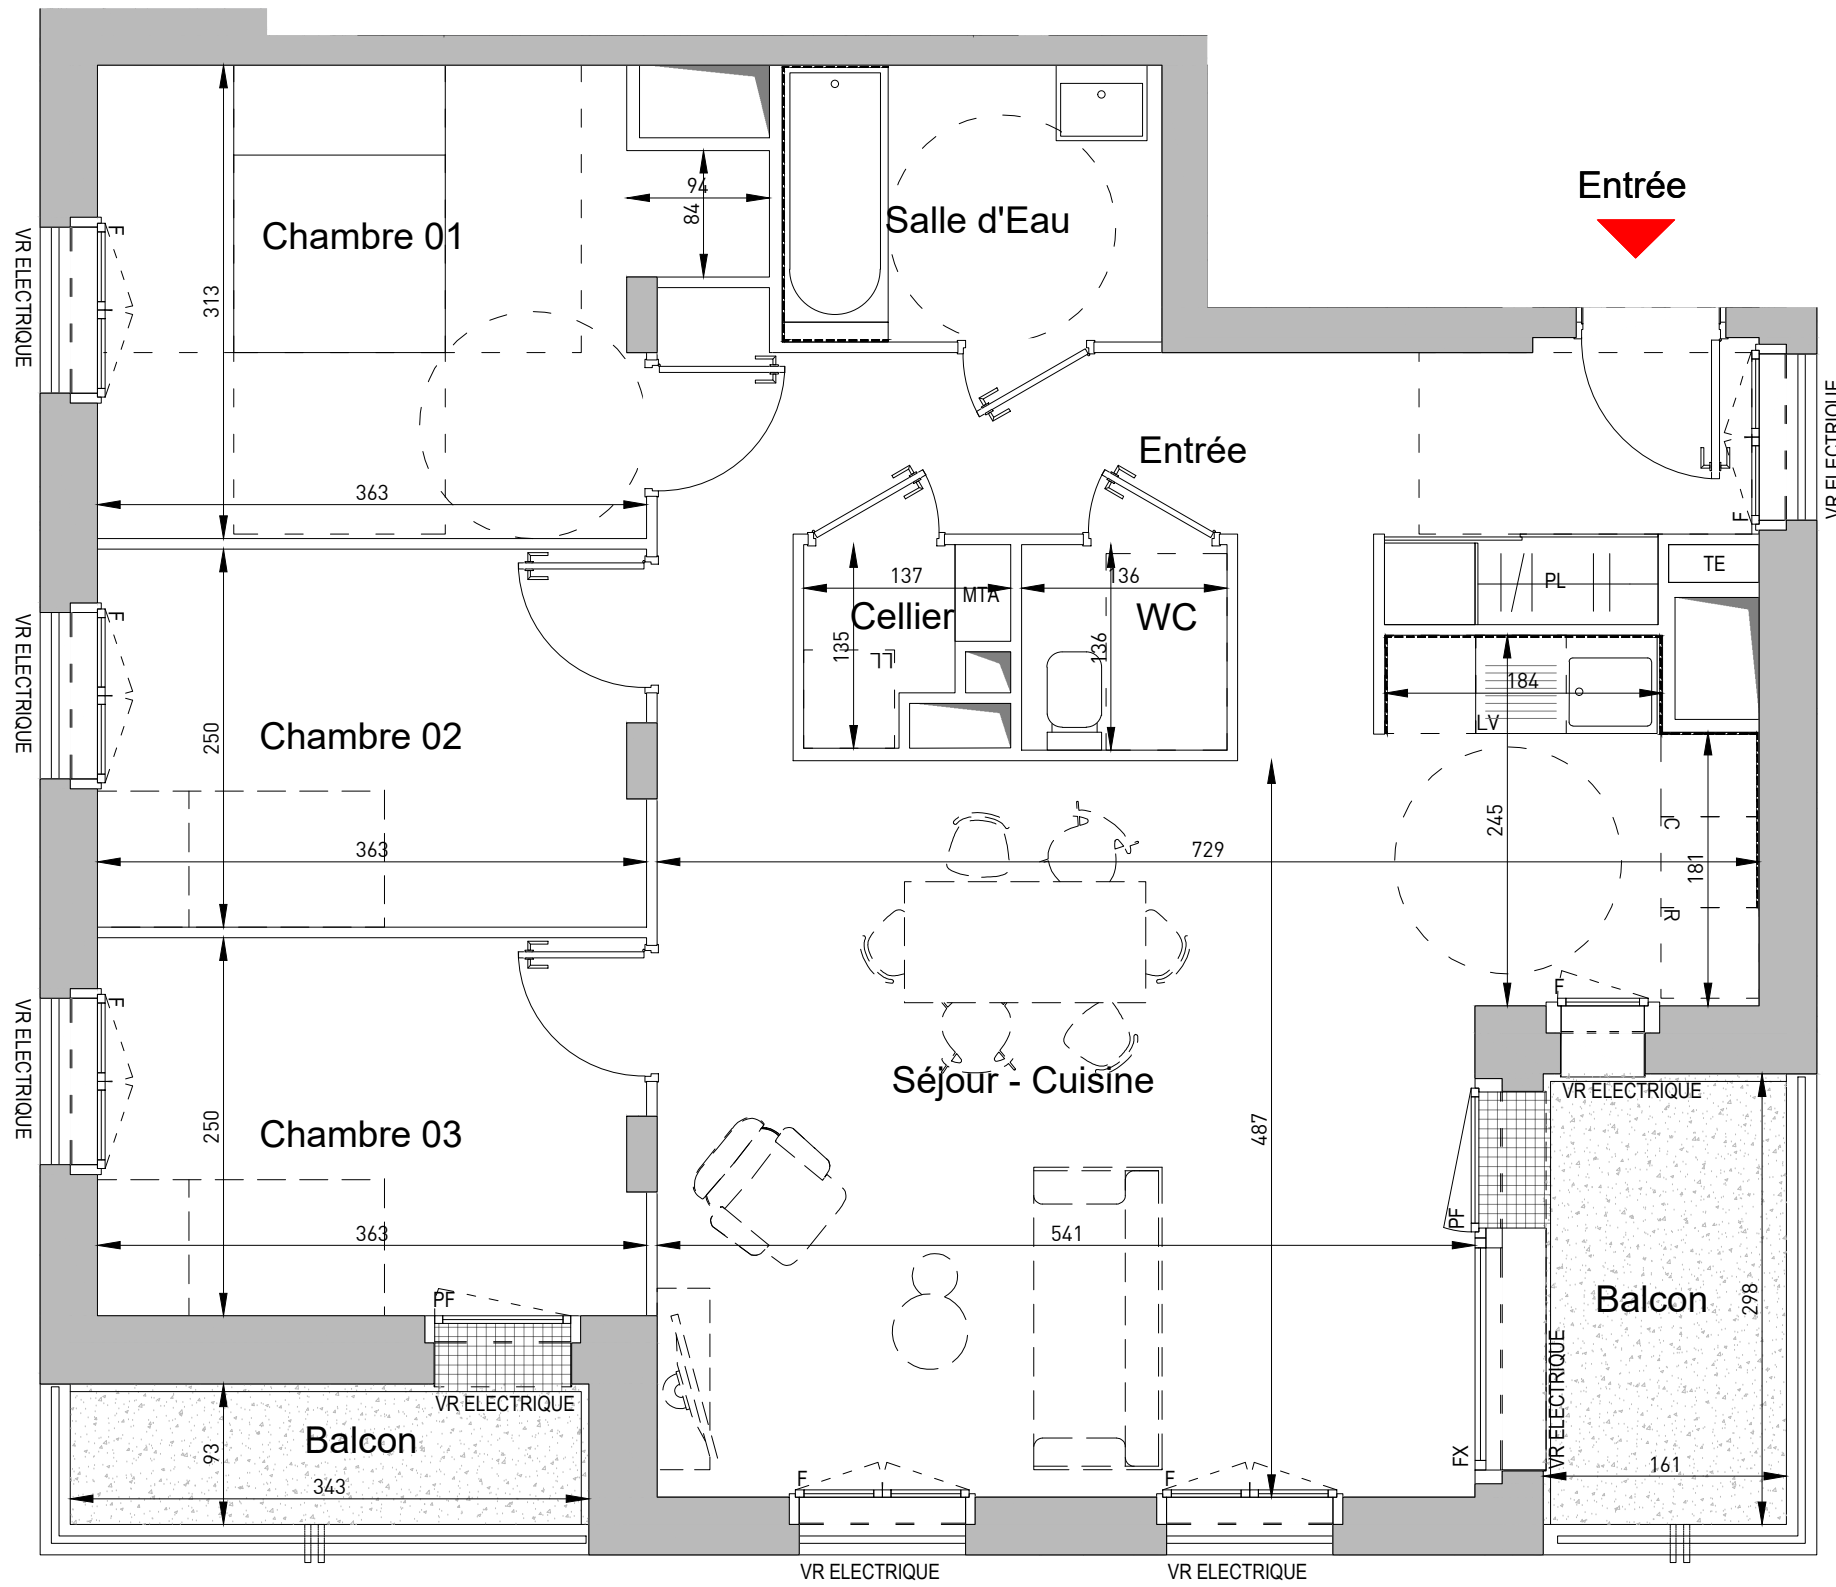 Entrée
94
84
Salle d'Eau
Chambre 01
VR ELECTRIQUE
F
313
363
Entrée
F
VR ELECTRIQUE
137
MTA
Cellier
135
LL
136
WC
136
PL
TE
184
LV
VR ELECTRIQUE
F
250
Chambre 02
363
729
245
C
181
R
VR ELECTRIQUE
F
250
Chambre 03
363
Séjour - Cuisine
541
487
F
VR ELECTRIQUE
PF
Balcon
298
VR ELECTRIQUE
FX
161
PF
VR ELECTRIQUE
Balcon
93
343
F
VR ELECTRIQUE
F
VR ELECTRIQUE